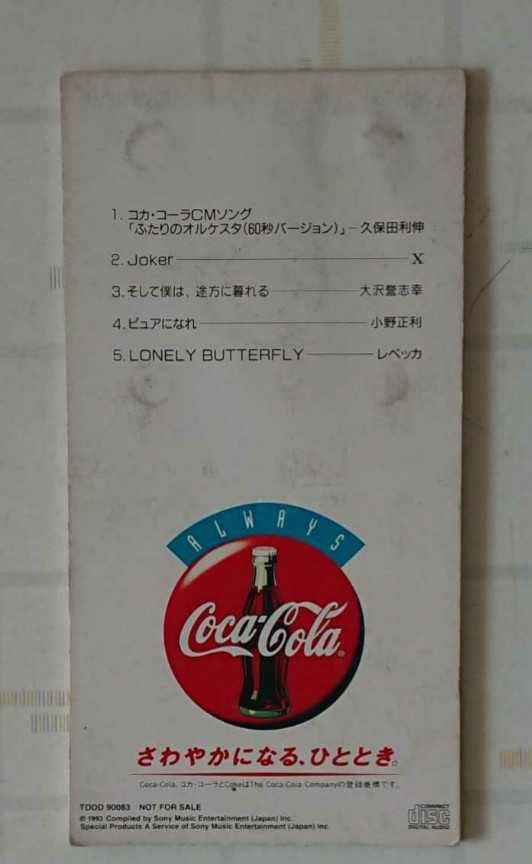 1. コカ・コーラCMソング
「ふたりのオルケスタ(60秒バージョン)」 – 久保田利伸
2. Joker ――― X
3. そして僕は、途方に暮れる ――― 大沢誉志幸
4. ピュアになれ ――― 小野正利
5. LONELY BUTTERFLY ――― レベッカ
ALWAYS
Coca-Cola®
さわやかになる、ひととき。
Coca-Cola、コカ・コーラとCokeはThe Coca-Cola Companyの登録商標です。
TDDD 90083 NOT FOR SALE
© 1993 Compiled by Sony Music Entertainment (Japan) Inc.
Special Products A Service of Sony Music Entertainment (Japan) Inc.
COMPACT
disc
DIGITAL AUDIO